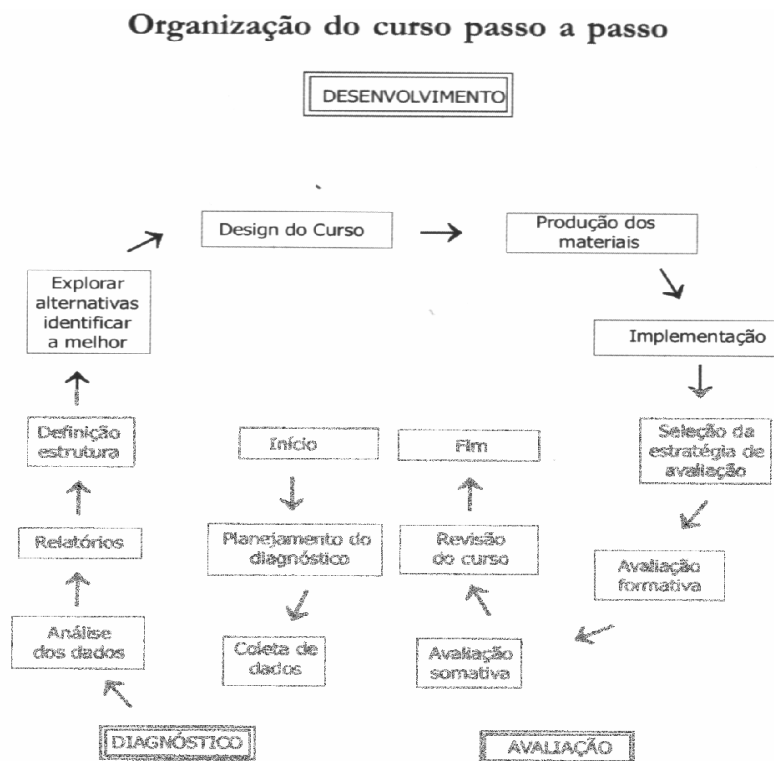 Organização do curso passo a passo
DESENVOLVIMENTO
Design do Curso
Produção dos
materiais
Explorar
alternativas
identificar
a melhor
Implementação
Definição
estrutura
Início
Fim
Seleção da
estratégia de
avaliação
Relatórios
Planejamento do
diagnóstico
Revisão
do curso
Avaliação
formativa
Análise
dos dados
Coleta de
dados
Avaliação
somativa
DIAGNÓSTICO
AVALIAÇÃO